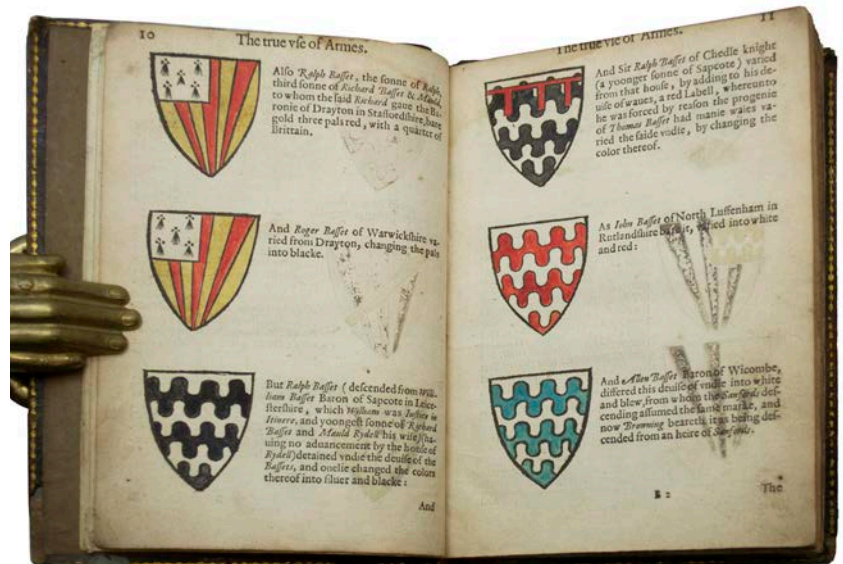 10
The true vse of Armes.
Also Ralph Basset, the sonne of Ralph,
third sonne of Richard Basset & Mauld,
to whom the said Richard gaue the Ba-
ronie of Drayton in Staffordshire, bare
gold three pals red, with a quarter of
Brittain.
And Roger Basset of Warwickshire va-
ried from Drayton, changing the pals
into blacke.
But Ralph Basset (descended from Wil-
liam Basset Baron of Sapcote in Leice-
stershire, which William was Iustice in
Itinere, and yoongest sonne of Richard
Basset and Mauld Rydell his wife) (ha-
uing no aduancement by the house of
Rydell) detained vndie the deuise of the
Bassets, and onelie changed the colors
thereof into siluer and blacke:
And
11
The true vse of Armes.
And Sir Ralph Basset of Chedle knight
(a yoonger sonne of Sapcote) varied
from that house, by adding to his de-
uise of waues, a red Labell, whereunto
he was forced by reason the progenie
of Thomas Basset had manie waies va-
ried the saide vndie, by changing the
color thereof.
As Iohn Basset of North Luffenham in
Rutlandshire bare it, varied into white
and red:
And Allen Basset Baron of Wicombe,
differed this deuise of vndie into white
and blew, from whom the Sanfords des-
cending assumed the same marke, and
now Browning beareth it as being des-
cended from an heire of Sanfords.
B 2
The